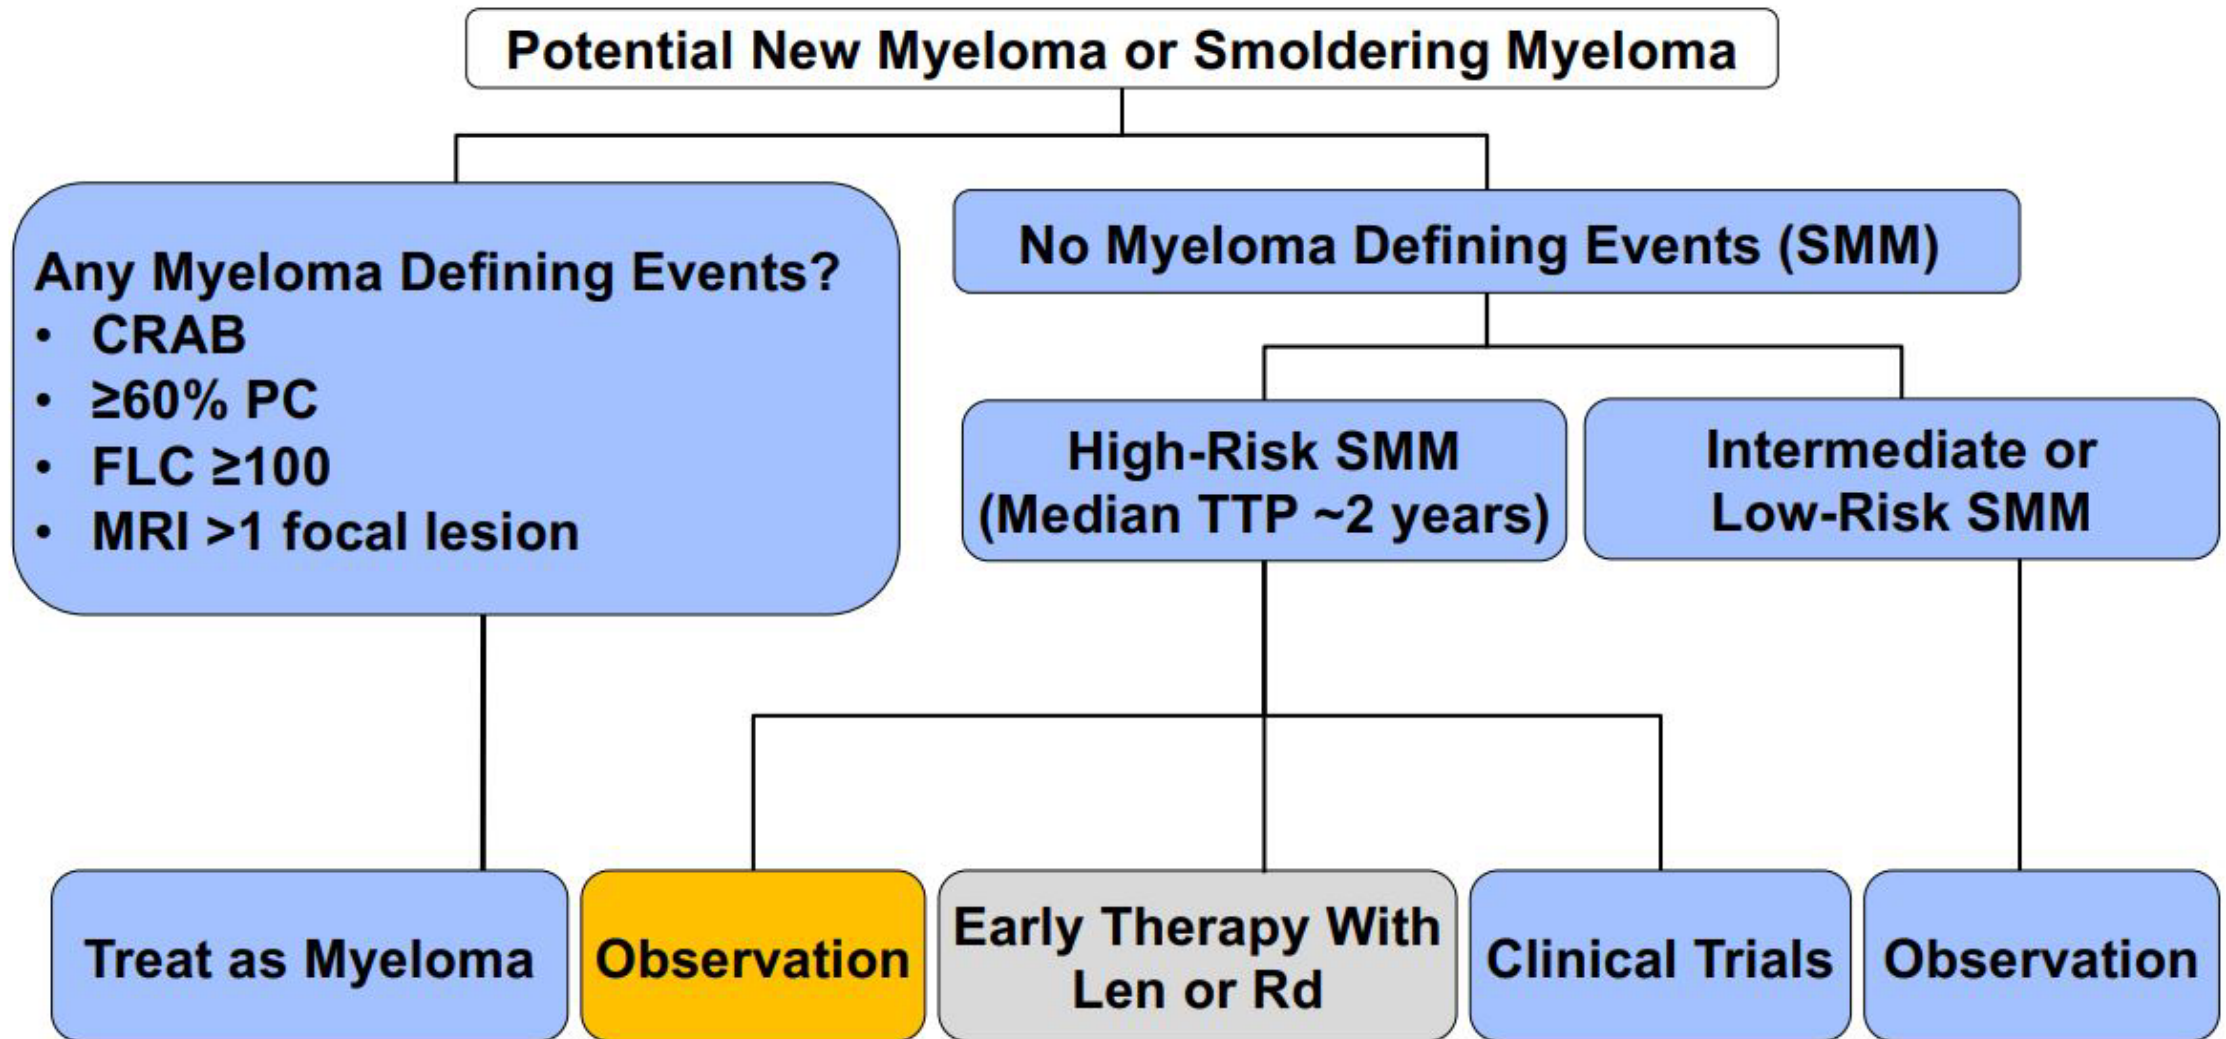 Potential New Myeloma or Smoldering Myeloma
Any Myeloma Defining Events?
• CRAB
• ≥60% PC
• FLC ≥100
• MRI >1 focal lesion
No Myeloma Defining Events (SMM)
High-Risk SMM
(Median TTP ~2 years)
Intermediate or
Low-Risk SMM
Treat as Myeloma
Observation
Early Therapy With
Len or Rd
Clinical Trials
Observation